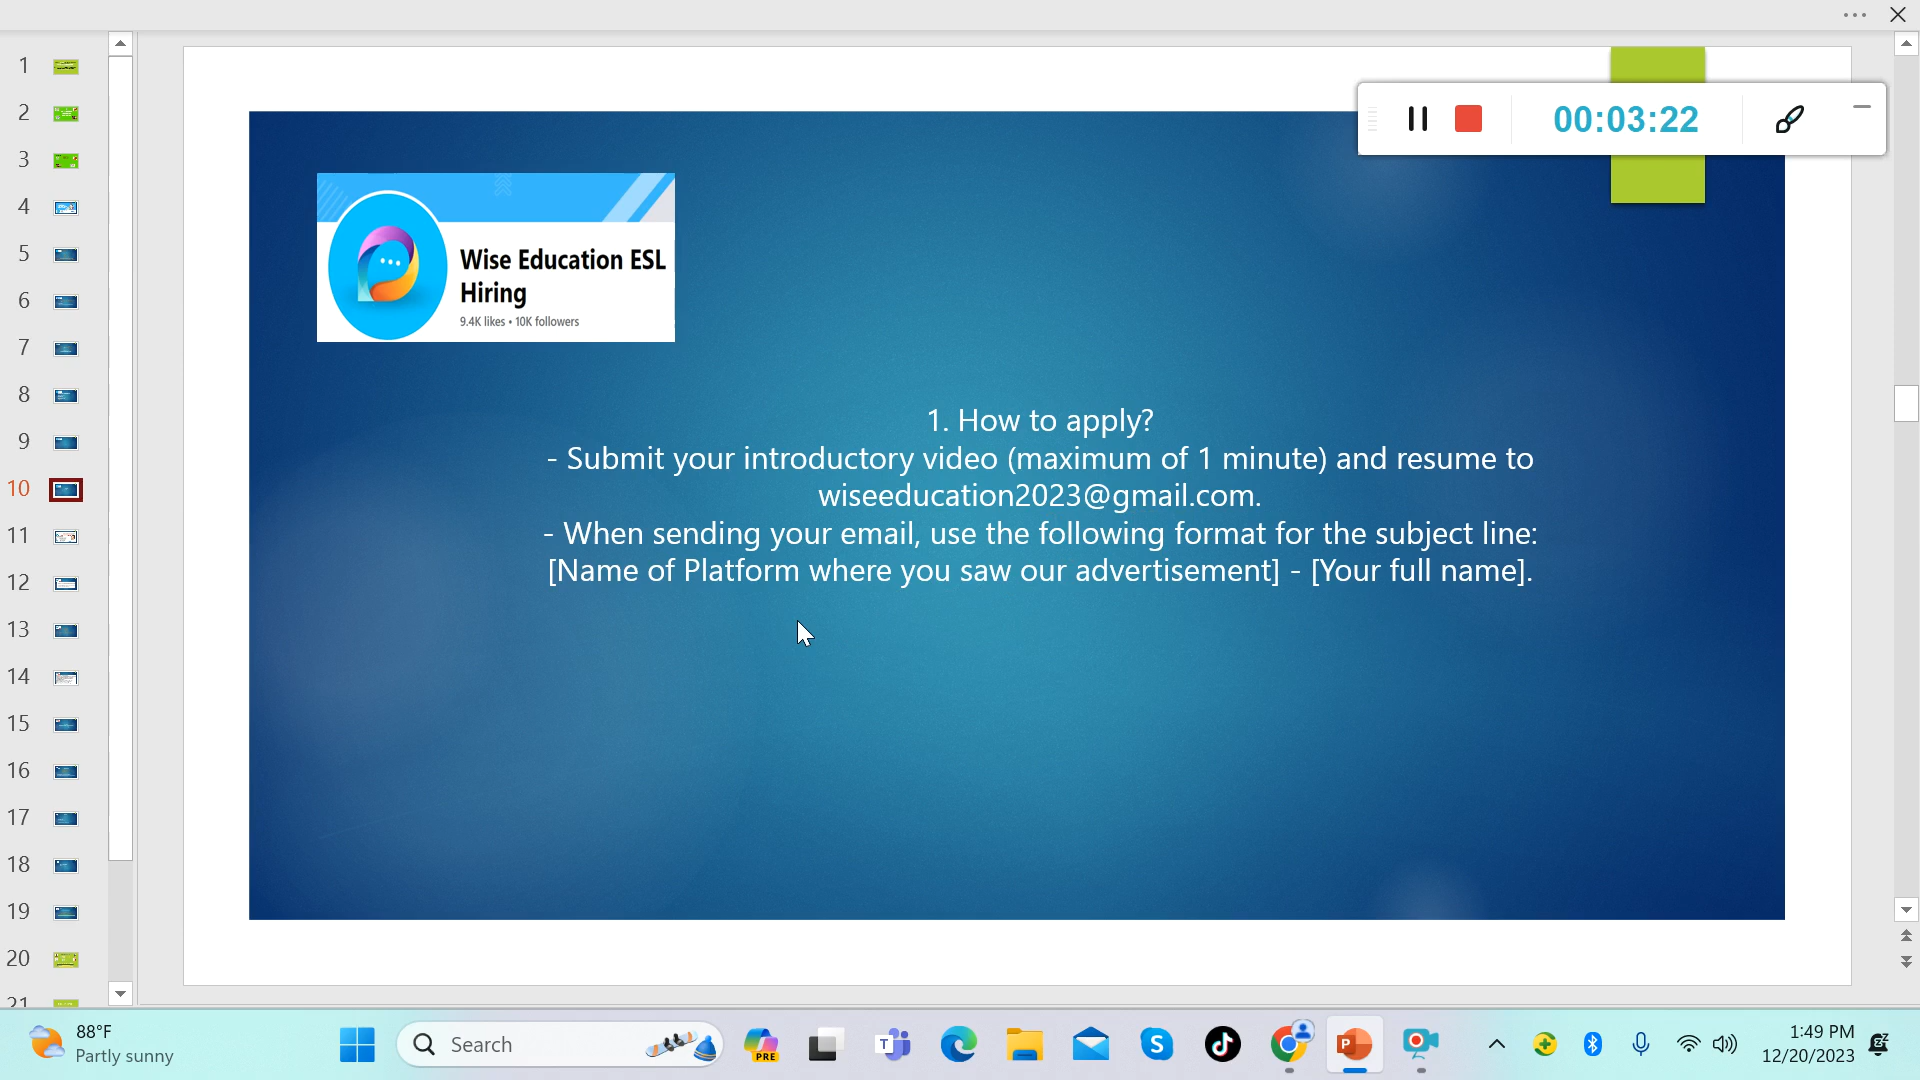 1
2
3
4
5
6
7
8
9
10
11
12
13
14
15
16
17
18
19
20
21
00:03:22
Wise Education ESL
Hiring
9.4K likes • 10K followers
1. How to apply?
- Submit your introductory video (maximum of 1 minute) and resume to
wiseeducation2023@gmail.com.
- When sending your email, use the following format for the subject line:
[Name of Platform where you saw our advertisement] - [Your full name].
88°F
Partly sunny
Search
PRE
1:49 PM
12/20/2023